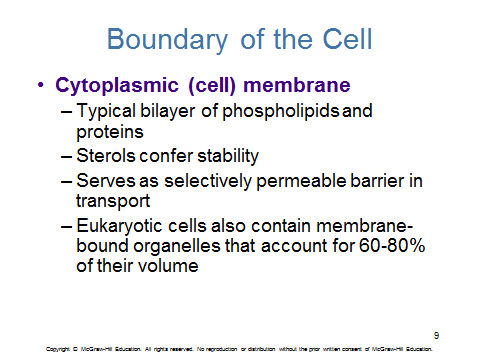 Boundary of the Cell
• Cytoplasmic (cell) membrane
– Typical bilayer of phospholipids and
proteins
– Sterols confer stability
– Serves as selectively permeable barrier in
transport
– Eukaryotic cells also contain membrane-
bound organelles that account for 60-80%
of their volume
9
Copyright © McGraw-Hill Education. All rights reserved. No reproduction or distribution without the prior written consent of McGraw-Hill Education.